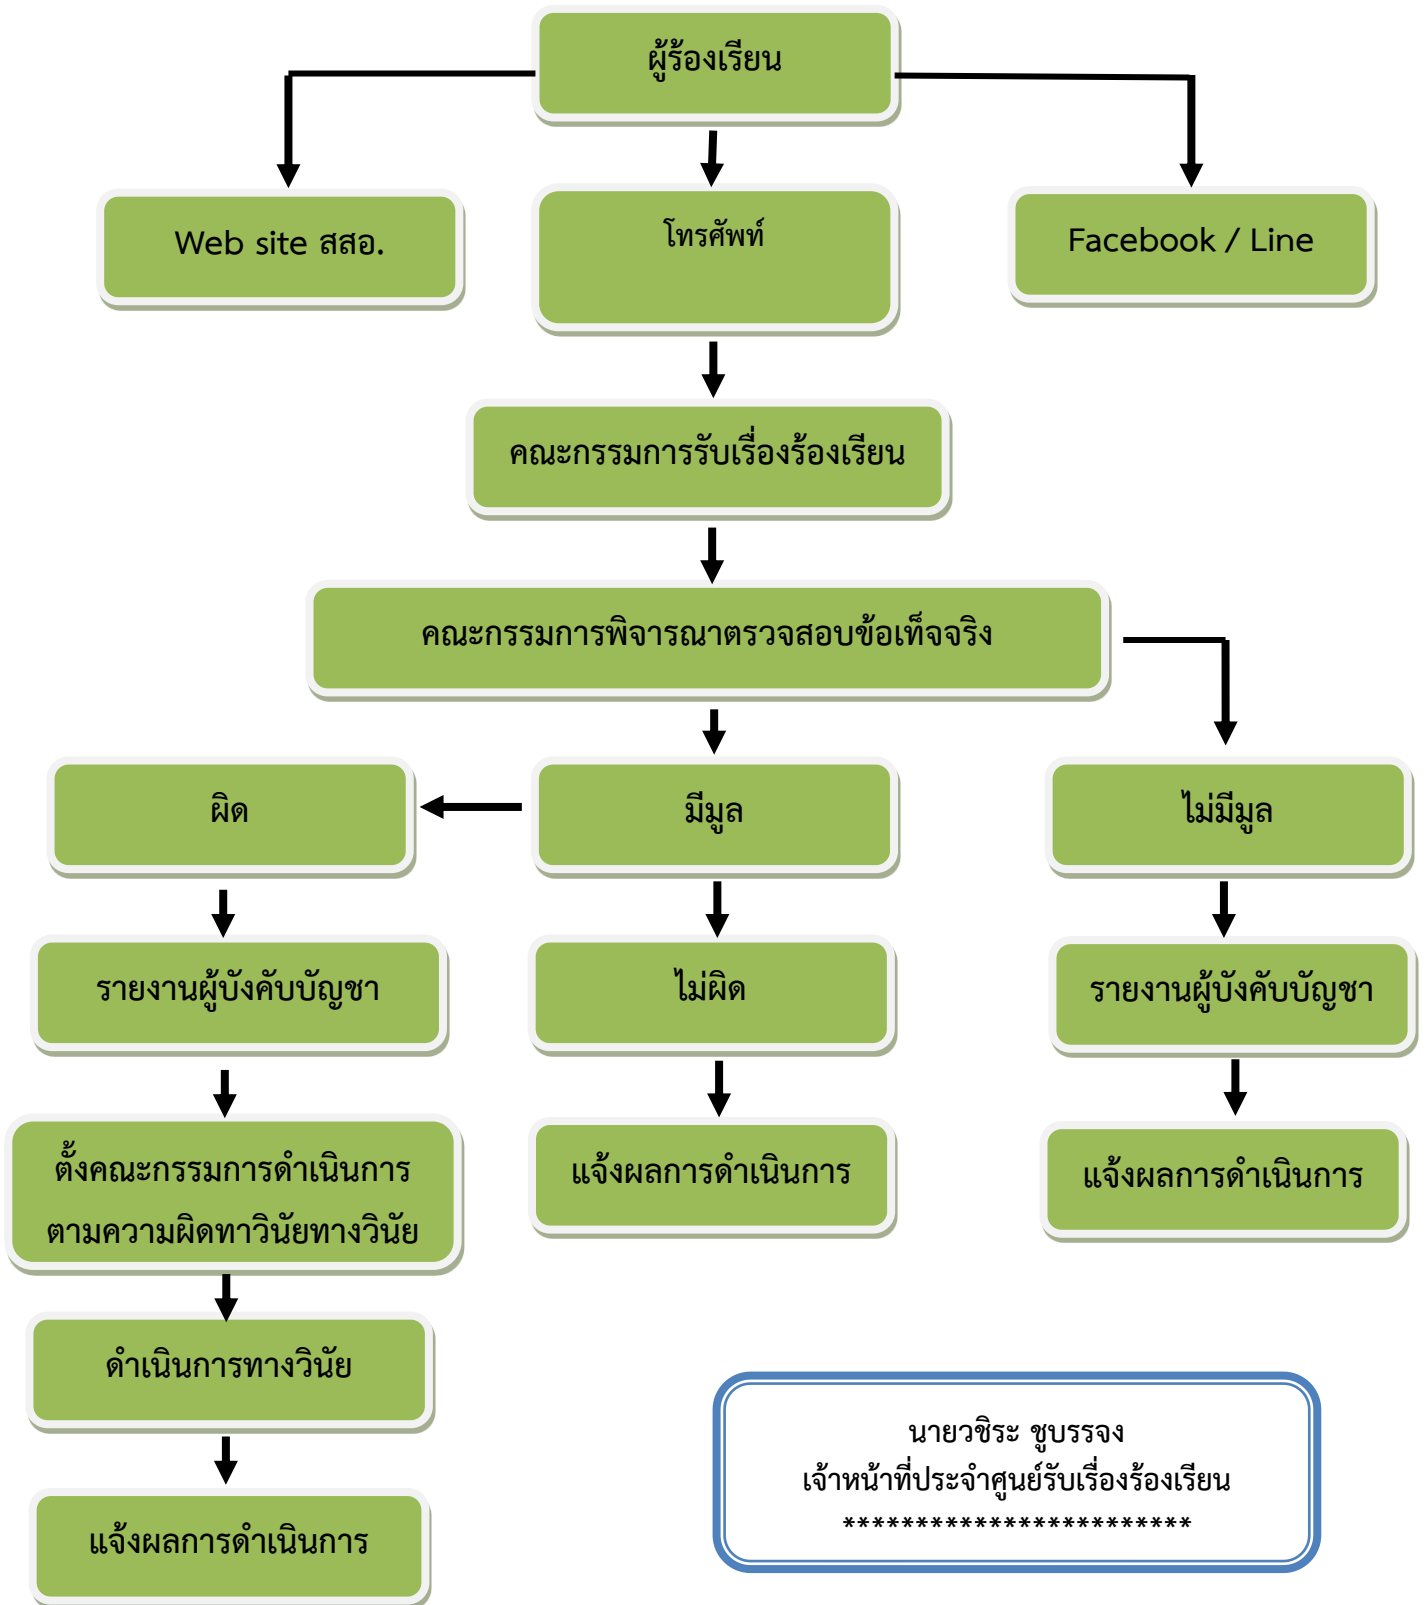 ผู้ร้องเรียน
Web site สสอ.
โทรศัพท์
Facebook / Line
คณะกรรมการรับเรื่องร้องเรียน
คณะกรรมการพิจารณาตรวจสอบข้อเท็จจริง
ผิด
มีมูล
ไม่มีมูล
รายงานผู้บังคับบัญชา
ไม่ผิด
รายงานผู้บังคับบัญชา
ตั้งคณะกรรมการดำเนินการ
ตามความผิดทาวินัยทางวินัย
แจ้งผลการดำเนินการ
แจ้งผลการดำเนินการ
ดำเนินการทางวินัย
แจ้งผลการดำเนินการ
นายวชิระ ชูบรรจง
เจ้าหน้าที่ประจำศูนย์รับเรื่องร้องเรียน
************************